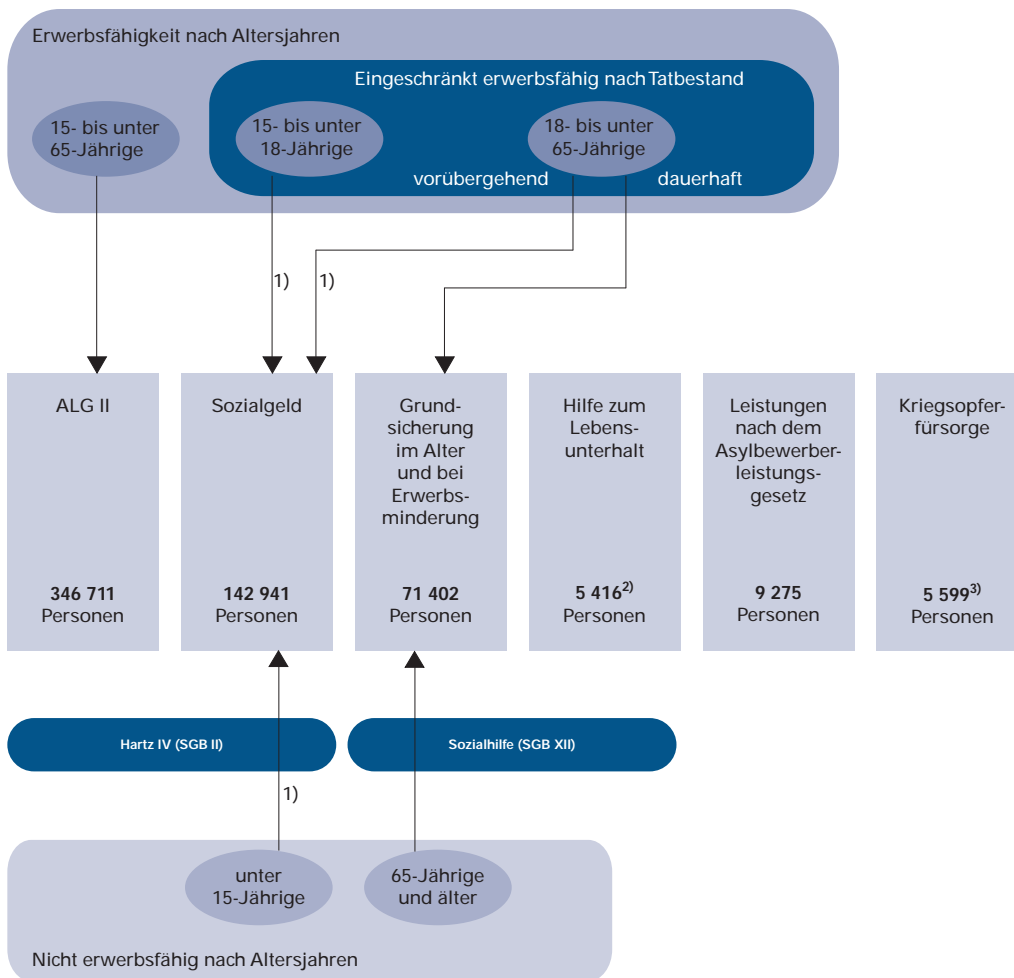 Erwerbsfähigkeit nach Altersjahren
Eingeschränkt erwerbsfähig nach Tatbestand
15- bis unter
65-Jährige
15- bis unter
18-Jährige
18- bis unter
65-Jährige
vorübergehend
dauerhaft
1)
1)
ALG II
346 711
Personen
Sozialgeld
142 941
Personen
Grund-
sicherung
im Alter
und bei
Erwerbs-
minderung
71 402
Personen
Hilfe zum
Lebens-
unterhalt
5 416²⁾
Personen
Leistungen
nach dem
Asylbewerber-
leistungs-
gesetz
9 275
Personen
Kriegsopfer-
fürsorge
5 599³⁾
Personen
Hartz IV (SGB II)
Sozialhilfe (SGB XII)
1)
unter
15-Jährige
65-Jährige
und älter
Nicht erwerbsfähig nach Altersjahren